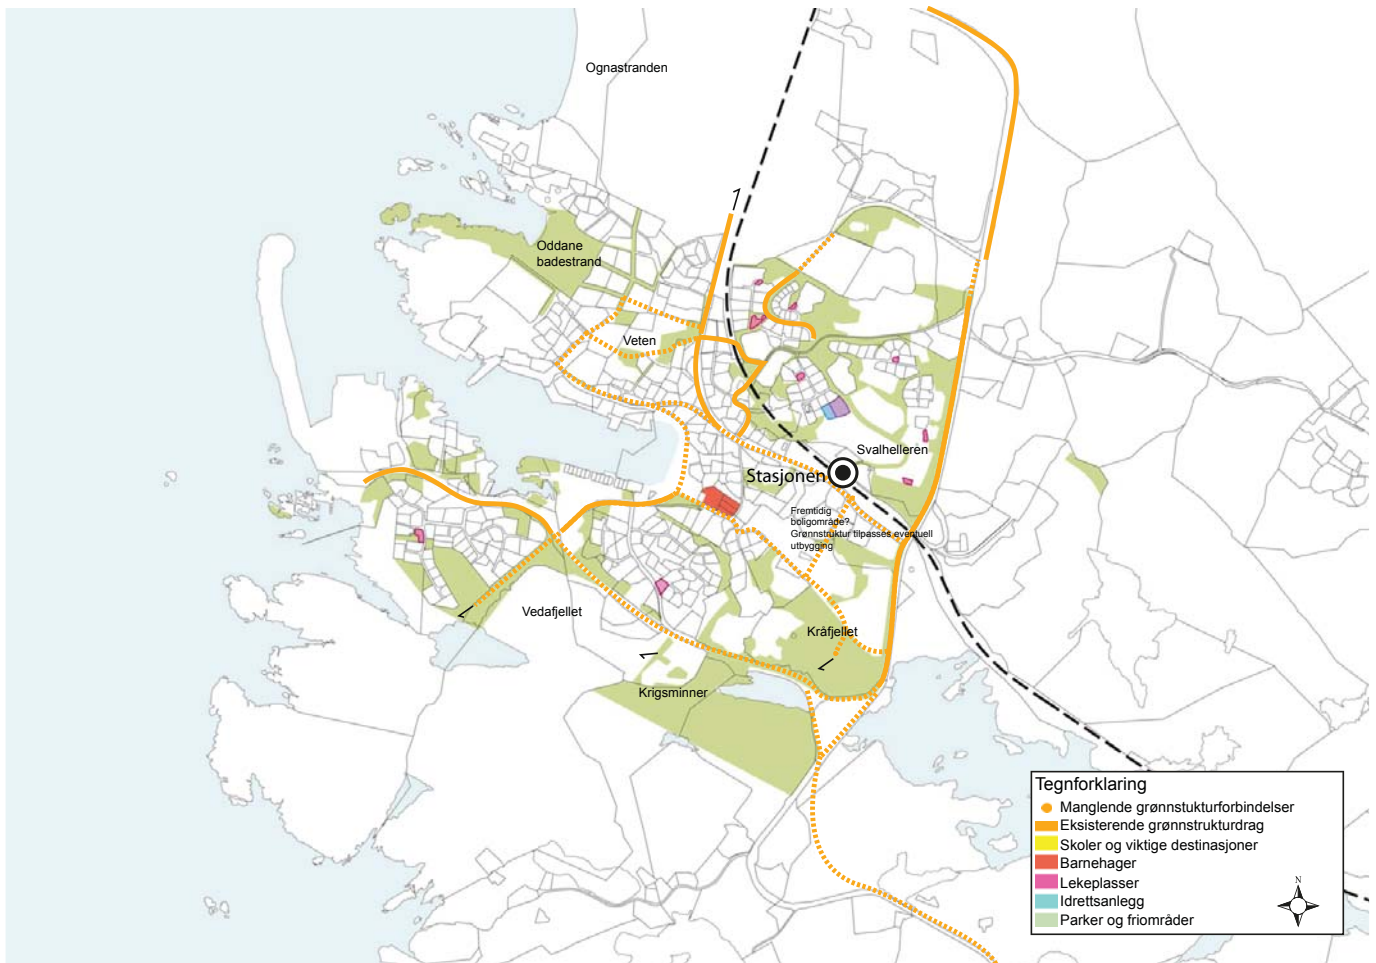 Ognastranden
Oddane
badestrand
Veten
Svalhelleren
Stasjonen
Fremtidig
boligområde?
Grønnstruktur tilpasses eventuell
utbygging
Vedafjellet
Kråfjellet
Krigsminner
Tegnforklaring
Manglende grønnstukturforbindelser
Eksisterende grønnstrukturdrag
Skoler og viktige destinasjoner
Barnehager
Lekeplasser
Idrettsanlegg
Parker og friområder
N